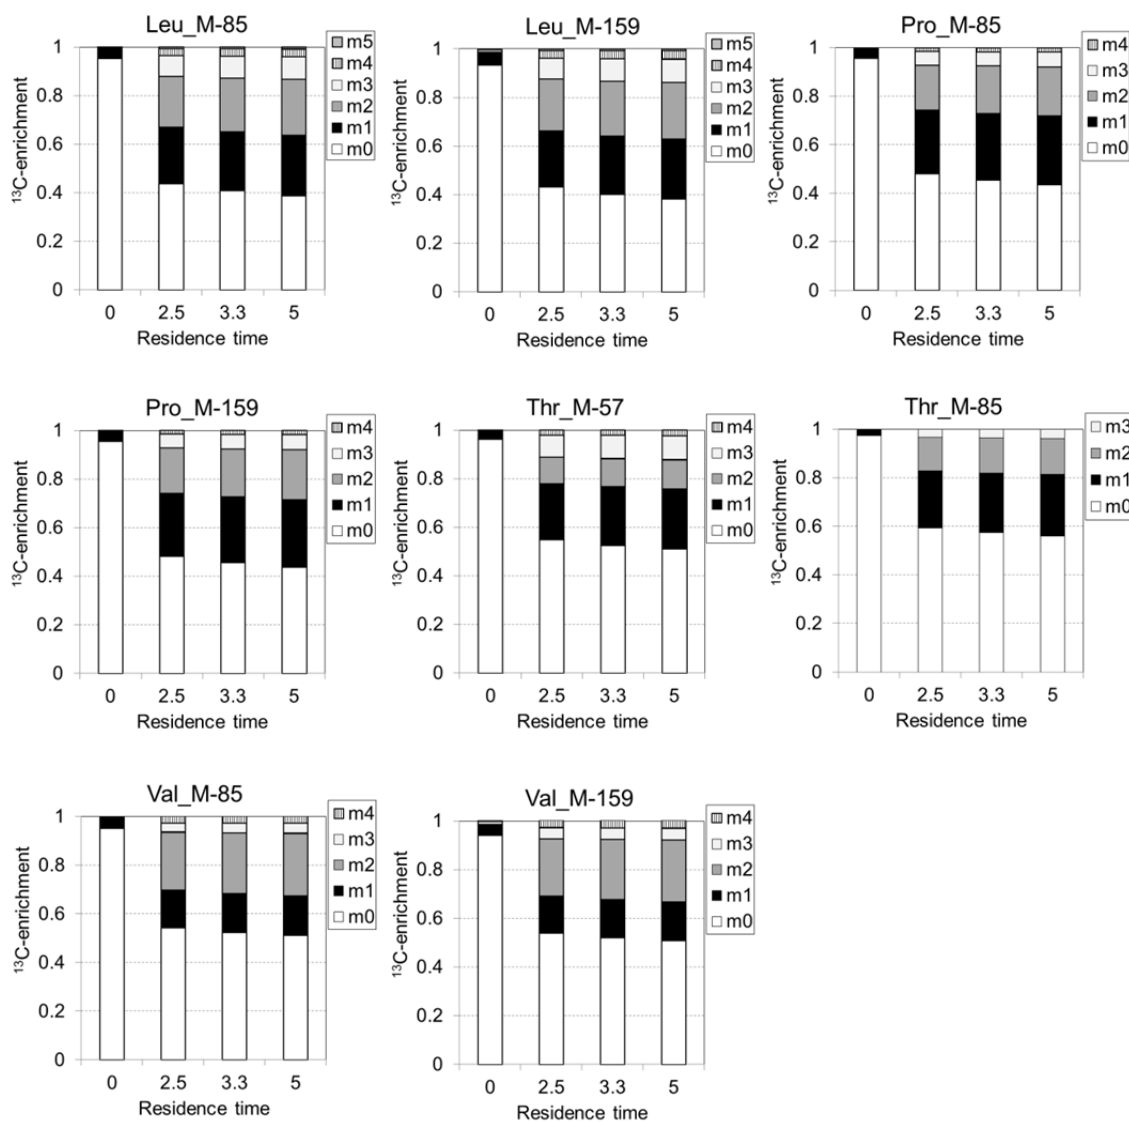 Leu_M-85
1
0.8
0.6
0.4
0.2
0
¹³C-enrichment
0 2.5 3.3 5
Residence time
m5
m4
m3
m2
m1
m0
Leu_M-159
1
0.8
0.6
0.4
0.2
0
¹³C-enrichment
0 2.5 3.3 5
Residence time
m5
m4
m3
m2
m1
m0
Pro_M-85
1
0.8
0.6
0.4
0.2
0
¹³C-enrichment
0 2.5 3.3 5
Residence time
m4
m3
m2
m1
m0
Pro_M-159
1
0.8
0.6
0.4
0.2
0
¹³C-enrichment
0 2.5 3.3 5
Residence time
m4
m3
m2
m1
m0
Thr_M-57
1
0.8
0.6
0.4
0.2
0
¹³C-enrichment
0 2.5 3.3 5
Residence time
m4
m3
m2
m1
m0
Thr_M-85
1
0.8
0.6
0.4
0.2
0
¹³C-enrichment
0 2.5 3.3 5
Residence time
m3
m2
m1
m0
Val_M-85
1
0.8
0.6
0.4
0.2
0
¹³C-enrichment
0 2.5 3.3 5
Residence time
m4
m3
m2
m1
m0
Val_M-159
1
0.8
0.6
0.4
0.2
0
¹³C-enrichment
0 2.5 3.3 5
Residence time
m4
m3
m2
m1
m0